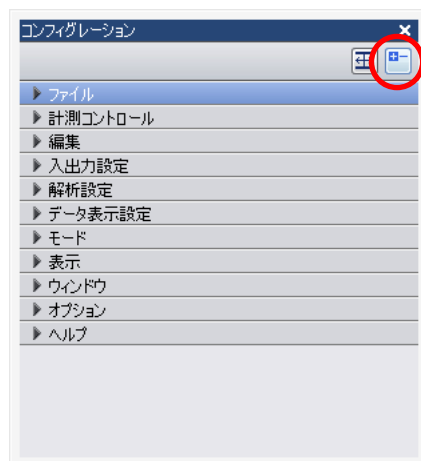 コンフィグレーション
ファイル
計測コントロール
編集
入出力設定
解析設定
データ表示設定
モード
表示
ウィンドウ
オプション
ヘルプ